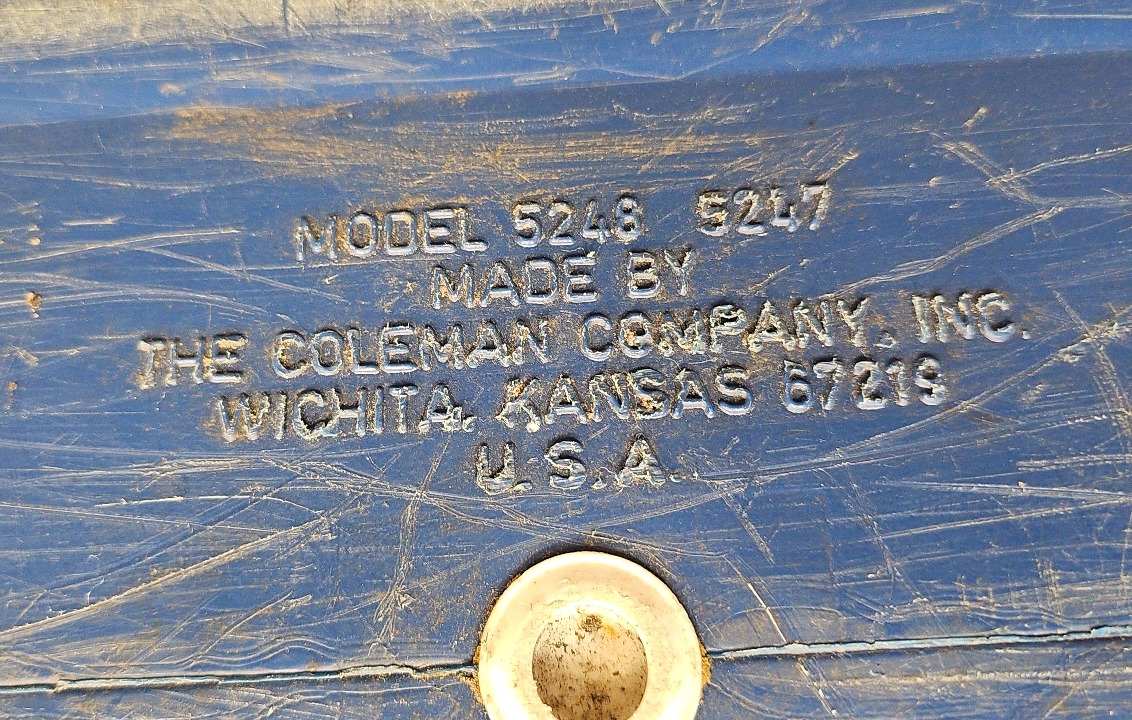 MODEL 5248 5247
MADE BY
THE COLEMAN COMPANY, INC.
WICHITA, KANSAS 67219
U.S.A.